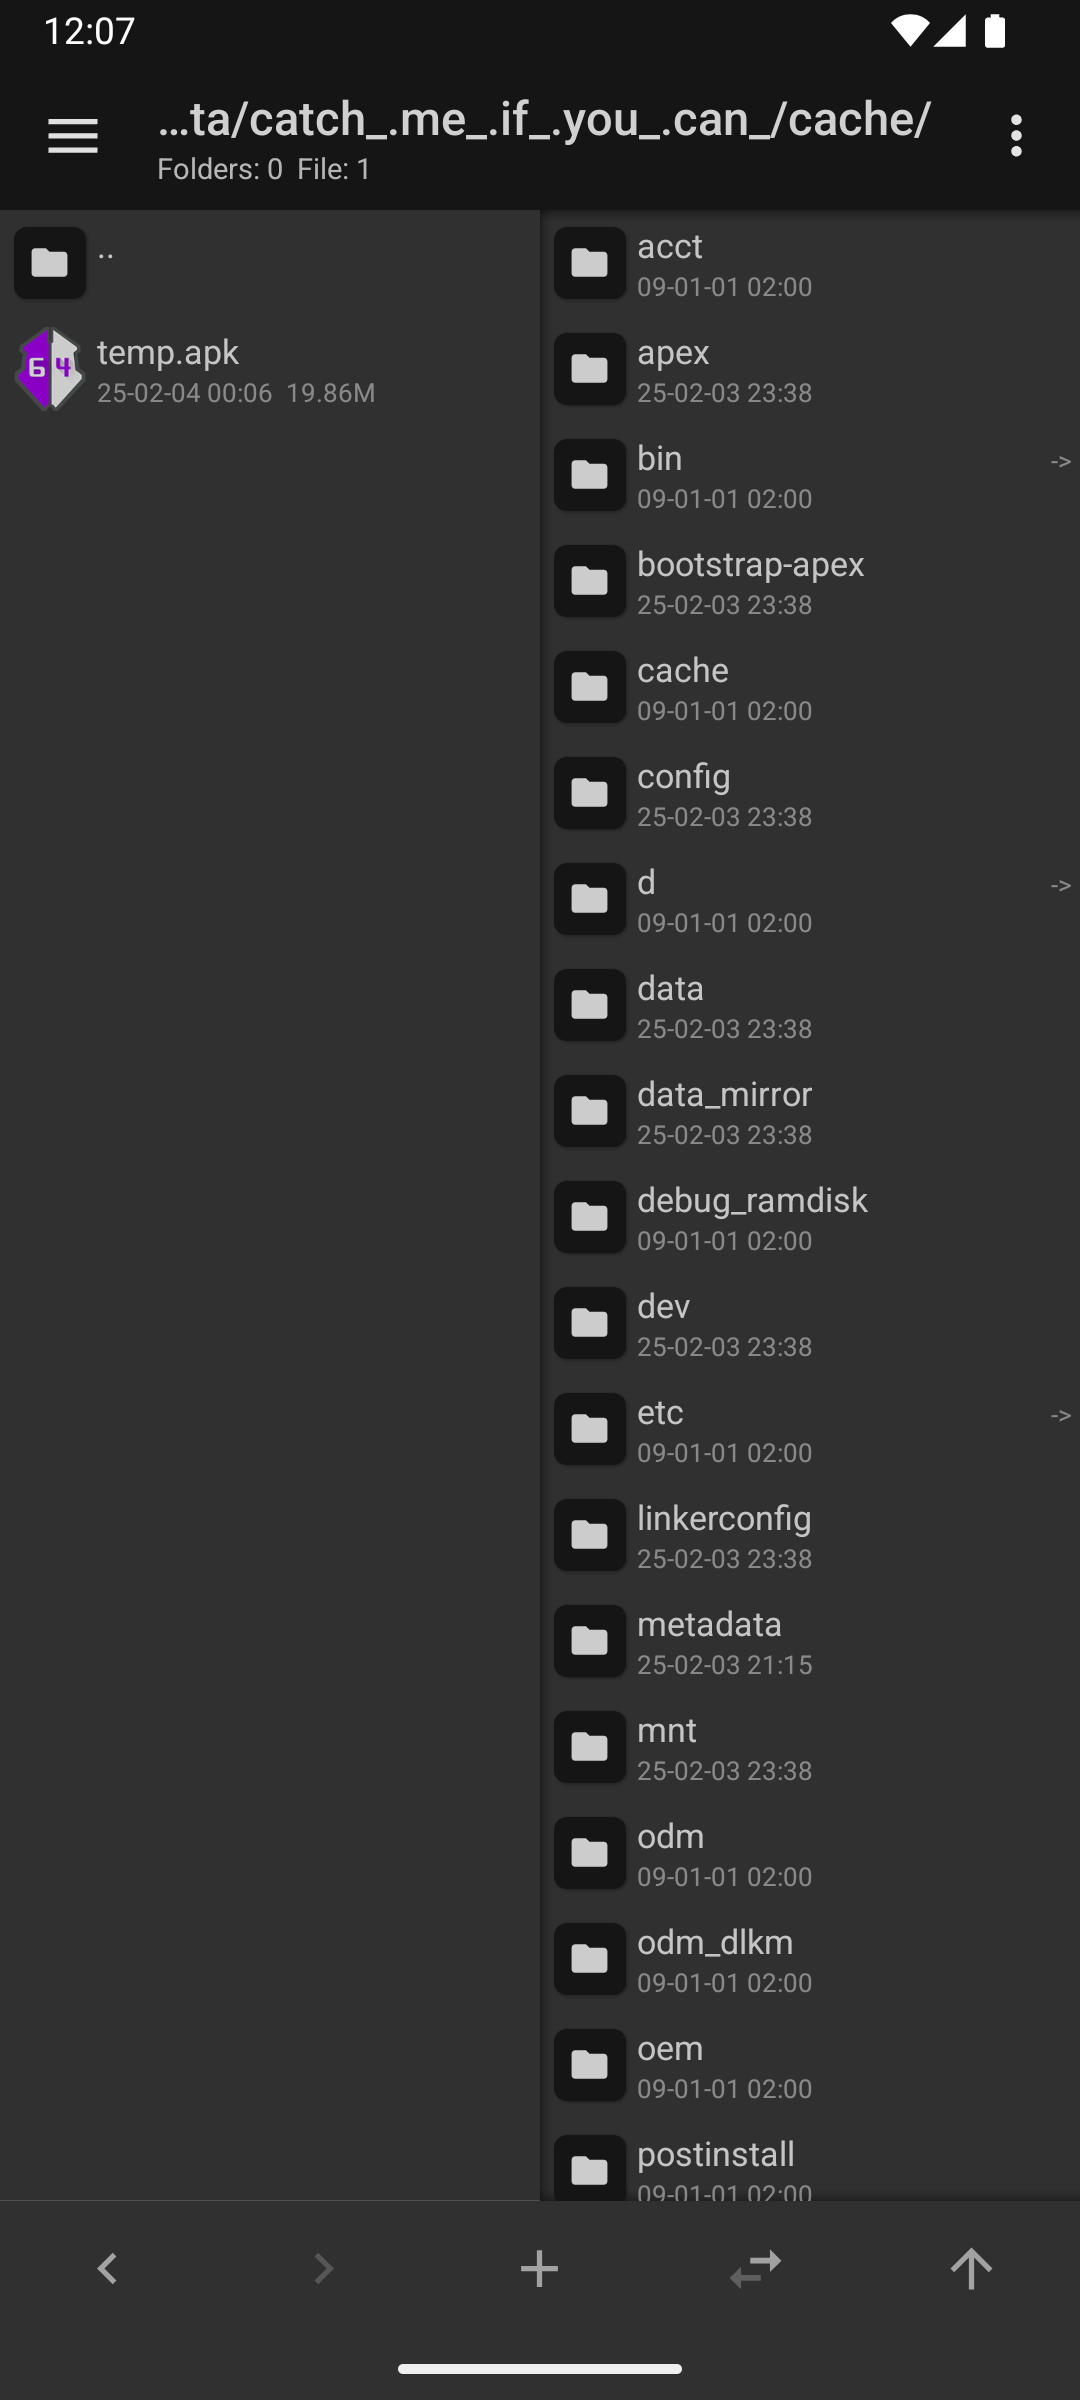 12:07
...ta/catch_.me_.if_.you_.can_/cache/
Folders: 0 File: 1
..
temp.apk
25-02-04 00:06 19.86M
64
acct
09-01-01 02:00
apex
25-02-03 23:38
bin
->
09-01-01 02:00
bootstrap-apex
25-02-03 23:38
cache
09-01-01 02:00
config
25-02-03 23:38
d
->
09-01-01 02:00
data
25-02-03 23:38
data_mirror
25-02-03 23:38
debug_ramdisk
09-01-01 02:00
dev
25-02-03 23:38
etc
->
09-01-01 02:00
linkerconfig
25-02-03 23:38
metadata
25-02-03 21:15
mnt
25-02-03 23:38
odm
09-01-01 02:00
odm_dlkm
09-01-01 02:00
oem
09-01-01 02:00
postinstall
09-01-01 02:00